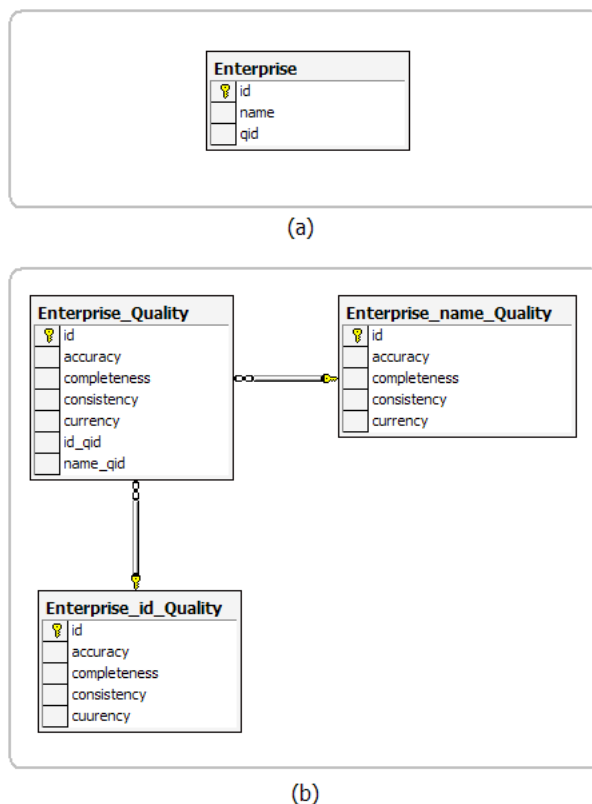 Enterprise
id
name
qid
(a)
Enterprise_Quality
id
accuracy
completeness
consistency
currency
id_qid
name_qid
Enterprise_name_Quality
id
accuracy
completeness
consistency
currency
Enterprise_id_Quality
id
accuracy
completeness
consistency
cuurency
(b)